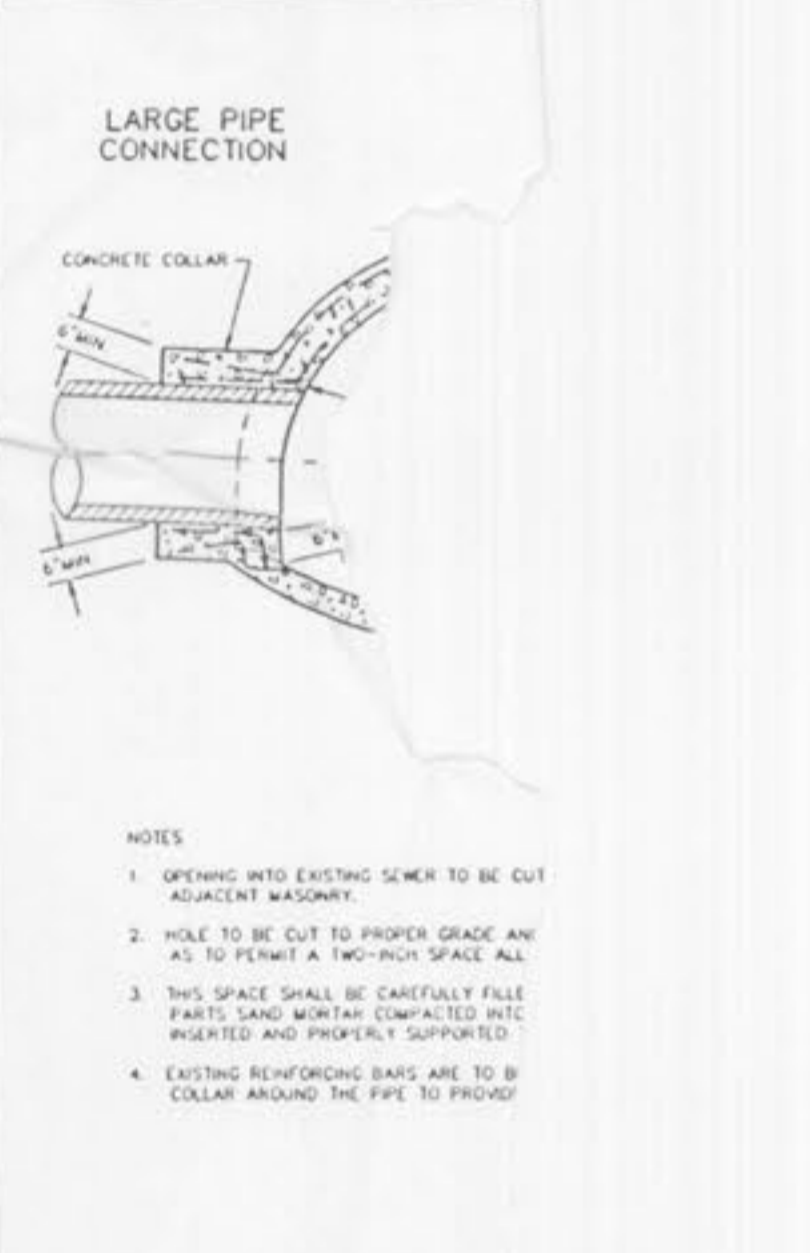 LARGE PIPE
CONNECTION
CONCRETE COLLAR
6" MIN
6" MIN
NOTES
1. OPENING INTO EXISTING SEWER TO BE CUT
ADJACENT MASONRY.
2. HOLE TO BE CUT TO PROPER GRADE AN
AS TO PERMIT A TWO-INCH SPACE ALL
3. THIS SPACE SHALL BE CAREFULLY FILLE
PARTS SAND MORTAR COMPACTED INTO
INSERTED AND PROPERLY SUPPORTED
4. EXISTING REINFORCING BARS ARE TO B
COLLAR AROUND THE PIPE TO PROVID